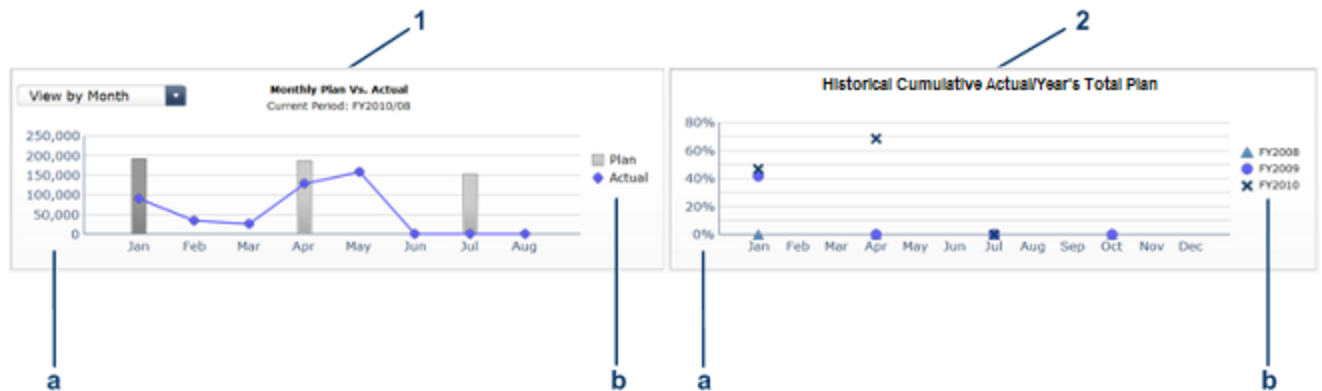 1
2
View by Month
Monthly Plan Vs. Actual
Current Period: FY2010/08
250,000
200,000
150,000
100,000
50,000
0
Jan Feb Mar Apr May Jun Jul Aug
Plan
Actual
Historical Cumulative Actual/Year's Total Plan
80%
60%
40%
20%
0%
Jan Feb Mar Apr May Jun Jul Aug Sep Oct Nov Dec
FY2008
FY2009
FY2010
a
b
a
b